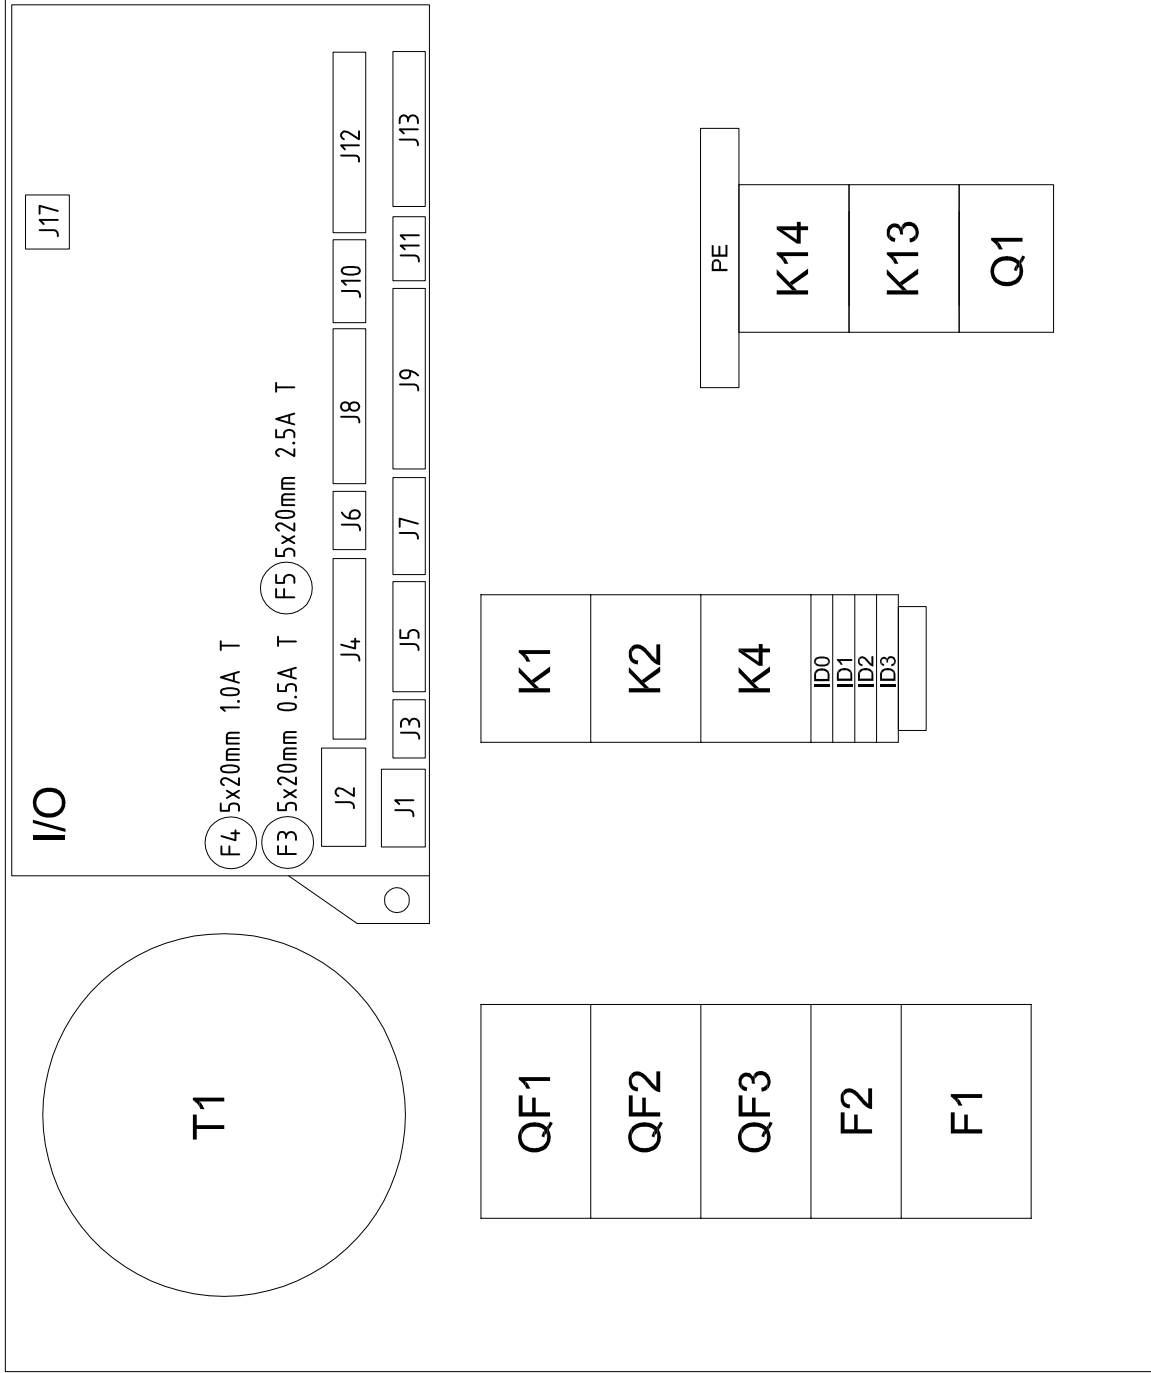 I/O
J17
F4 5x20mm 1.0A T
F3 5x20mm 0.5A T
F5 5x20mm 2.5A T
J2
J4
J6
J8
J10
J12
J1
J3
J5
J7
J9
J11
J13
T1
QF1
QF2
QF3
F2
F1
K1
K2
K4
ID0
ID1
ID2
ID3
PE
K14
K13
Q1